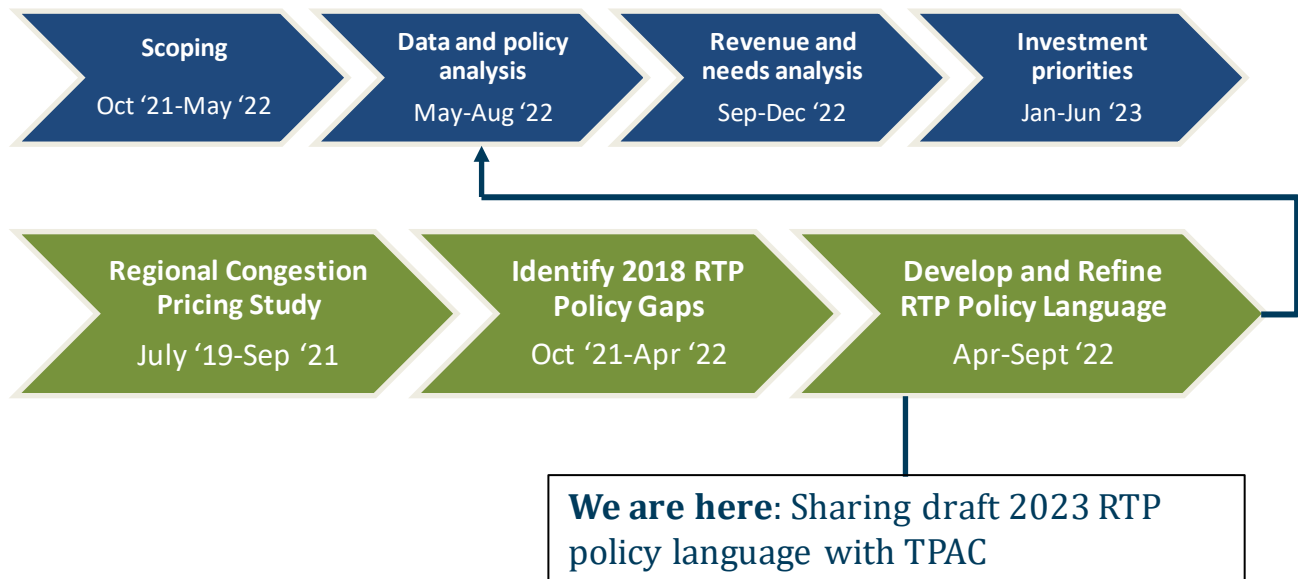 Scoping
Oct ‘21-May ‘22
Data and policy
analysis
May-Aug ‘22
Revenue and
needs analysis
Sep-Dec ‘22
Investment
priorities
Jan-Jun ‘23
Regional Congestion
Pricing Study
July ‘19-Sep ‘21
Identify 2018 RTP
Policy Gaps
Oct ‘21-Apr ‘22
Develop and Refine
RTP Policy Language
Apr-Sept ‘22
We are here: Sharing draft 2023 RTP
policy language with TPAC